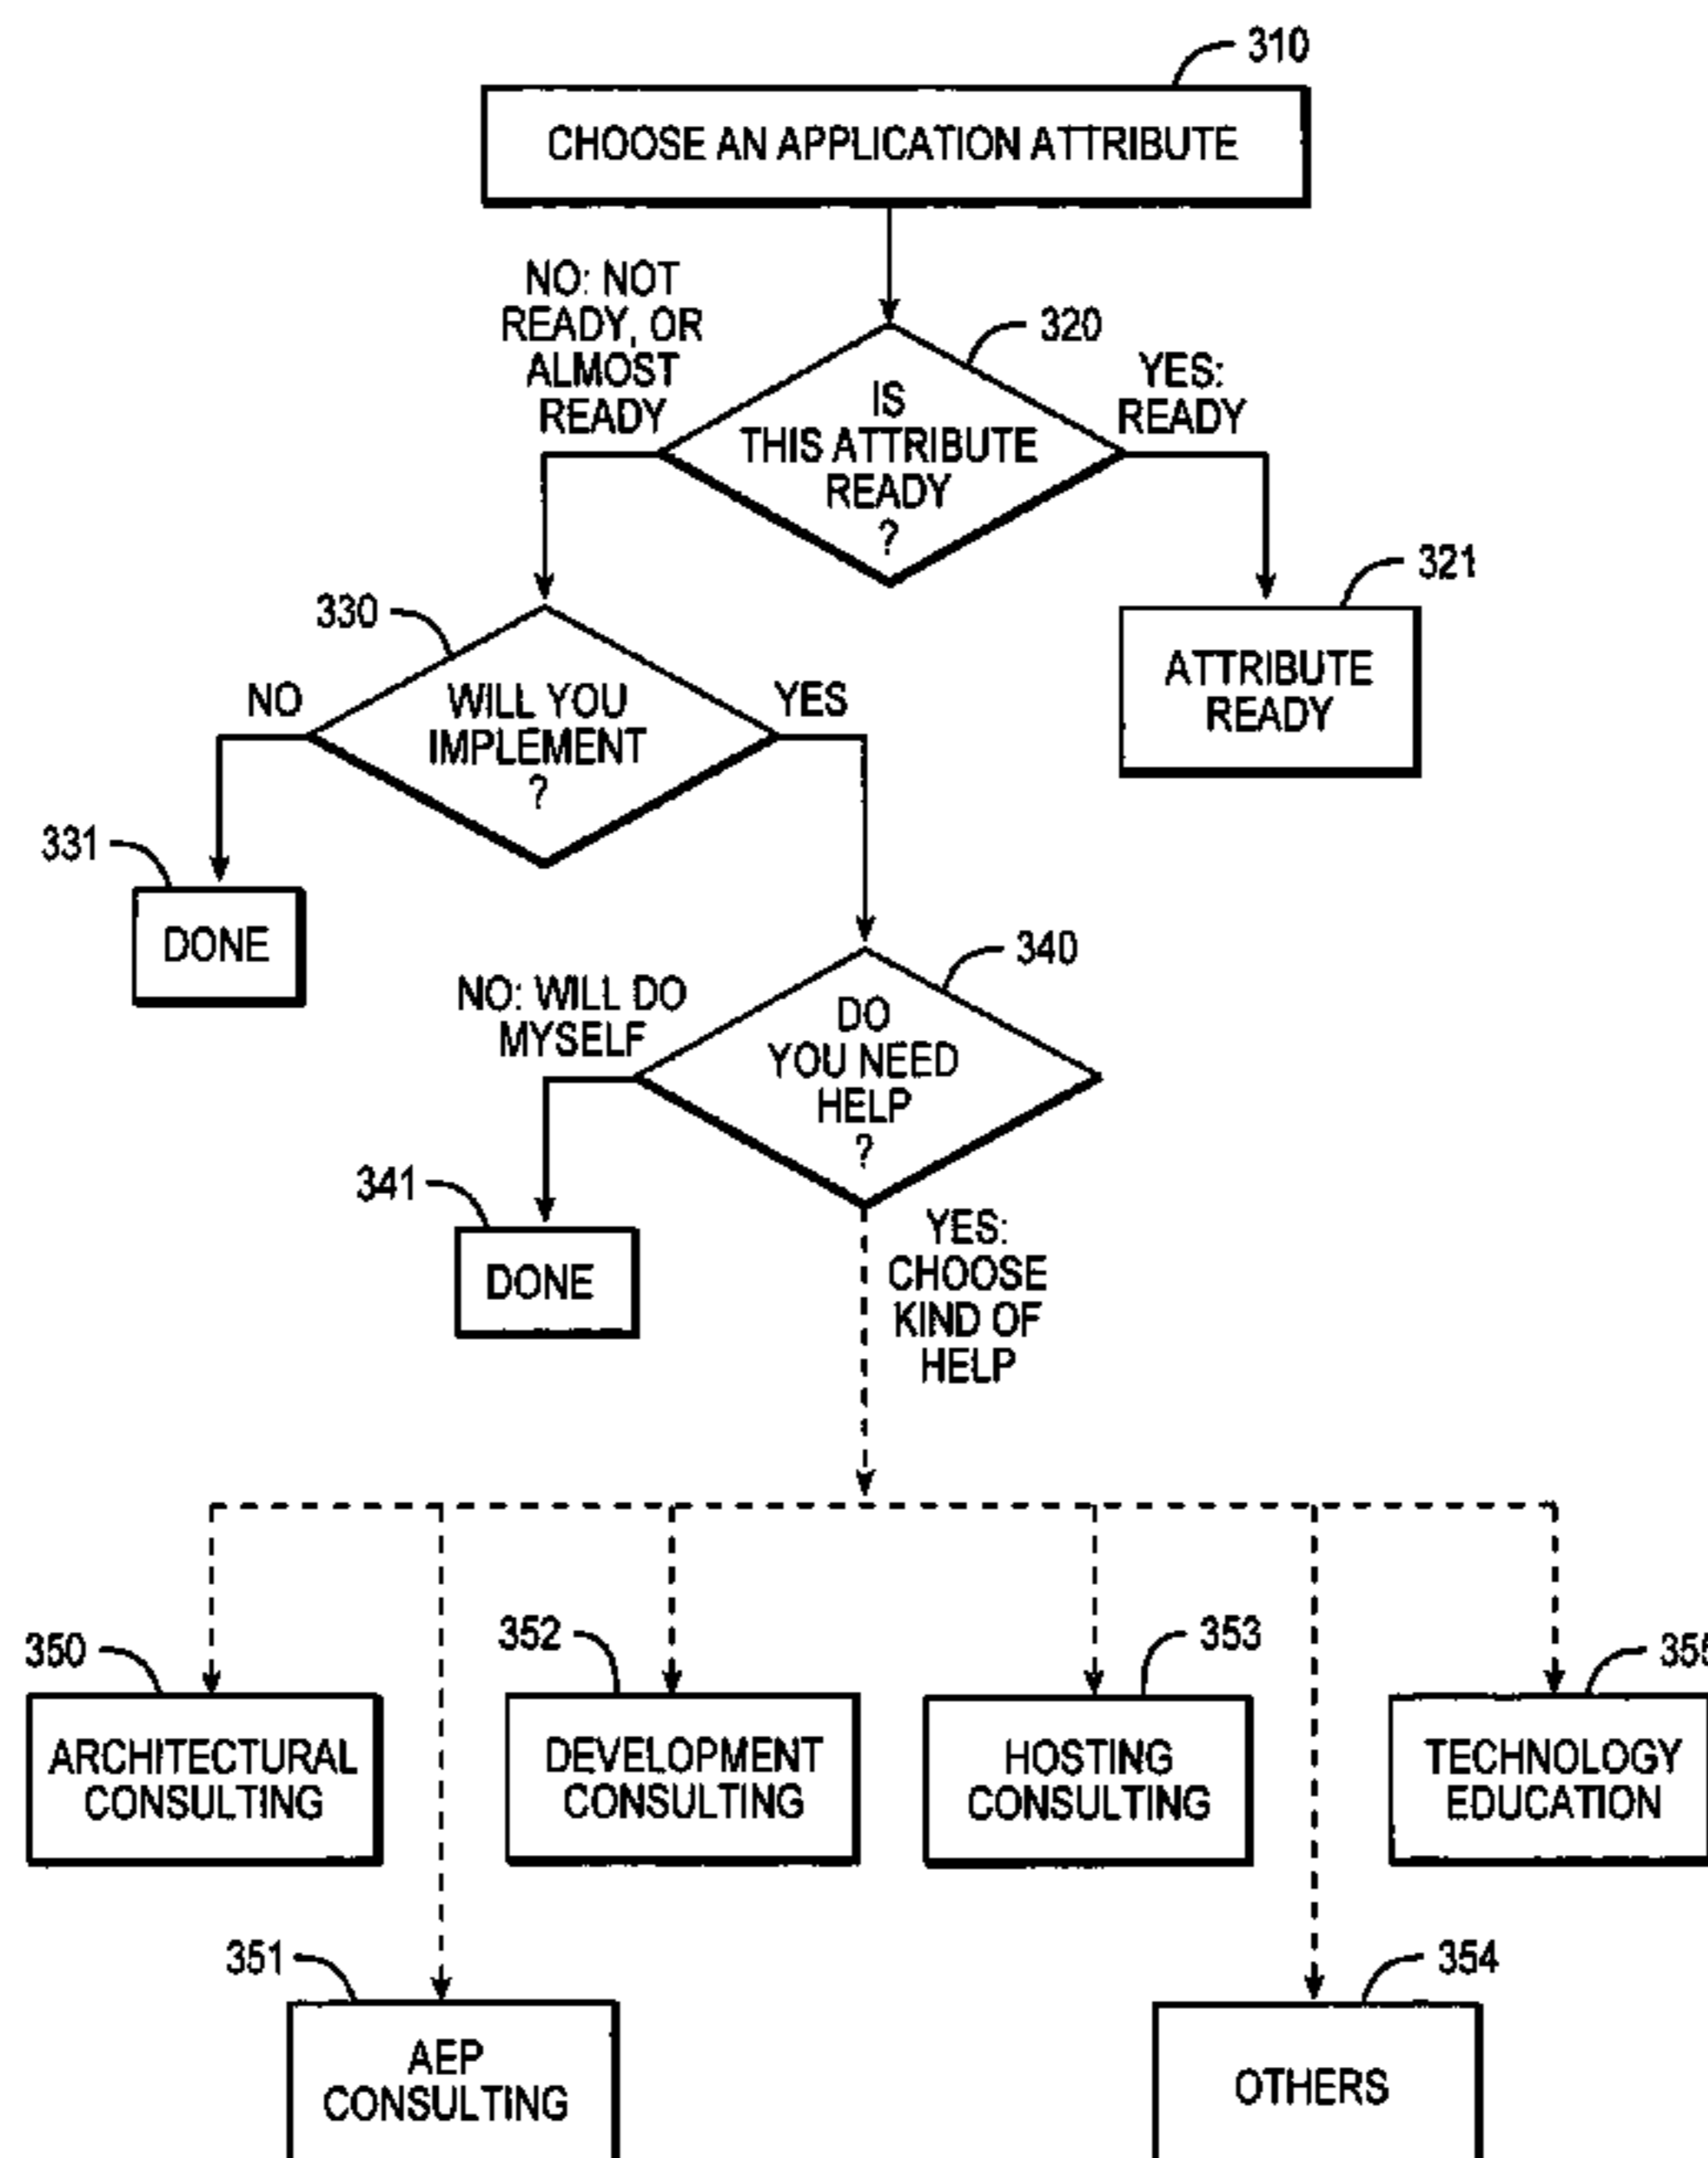 310
CHOOSE AN APPLICATION ATTRIBUTE
NO: NOT
READY, OR
ALMOST
READY
320
IS
THIS ATTRIBUTE
READY
?
YES:
READY
321
ATTRIBUTE
READY
330
NO
WILL YOU
IMPLEMENT
?
YES
331
DONE
340
NO: WILL DO
MYSELF
DO
YOU NEED
HELP
?
341
DONE
YES:
CHOOSE
KIND OF
HELP
350
ARCHITECTURAL
CONSULTING
352
DEVELOPMENT
CONSULTING
353
HOSTING
CONSULTING
355
TECHNOLOGY
EDUCATION
351
AEP
CONSULTING
354
OTHERS